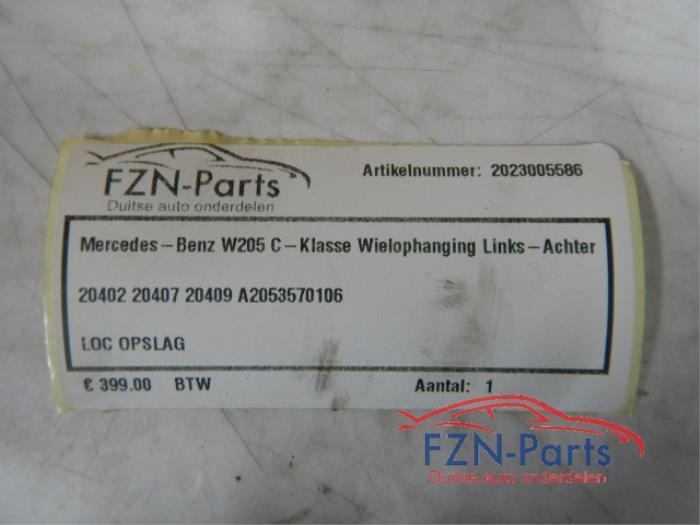 FZN-Parts
Duitse auto onderdelen
Artikelnummer: 2023005586
Mercedes-Benz W205 C-Klasse Wielophanging Links-Achter
20402 20407 20409 A2053570106
LOC OPSLAG
€ 399.00 BTW Aantal: 1
FZN-Parts
Duitse auto onderdelen